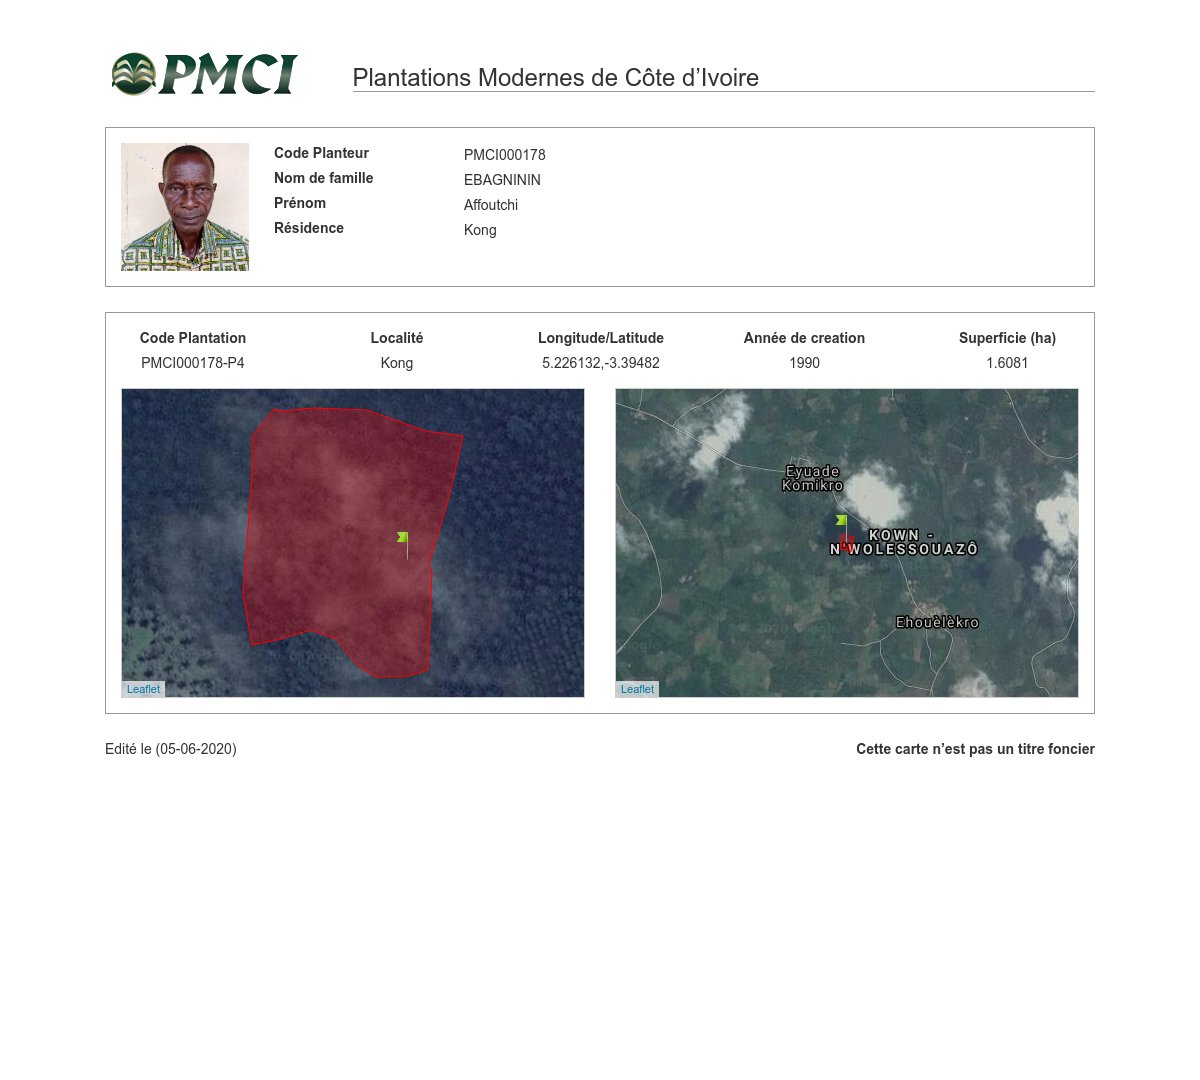 PMCI
Plantations Modernes de Côte d’Ivoire
Code Planteur PMCI000178
Nom de famille EBAGNININ
Prénom Affoutchi
Résidence Kong
Code Plantation Localité Longitude/Latitude Année de creation Superficie (ha)
PMCI000178-P4 Kong 5.226132,-3.39482 1990 1.6081
Eyuade
Komikro
KOWN -
N'WOLESSOUAZÔ
Ehouèlèkro
Leaflet
Leaflet
Edité le (05-06-2020) Cette carte n’est pas un titre foncier